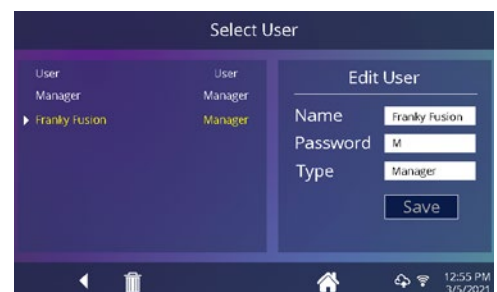 Select User
User User
Manager Manager
Franky Fusion Manager
Edit User
Name Franky Fusion
Password M
Type Manager
Save
12:55 PM
3/5/2021